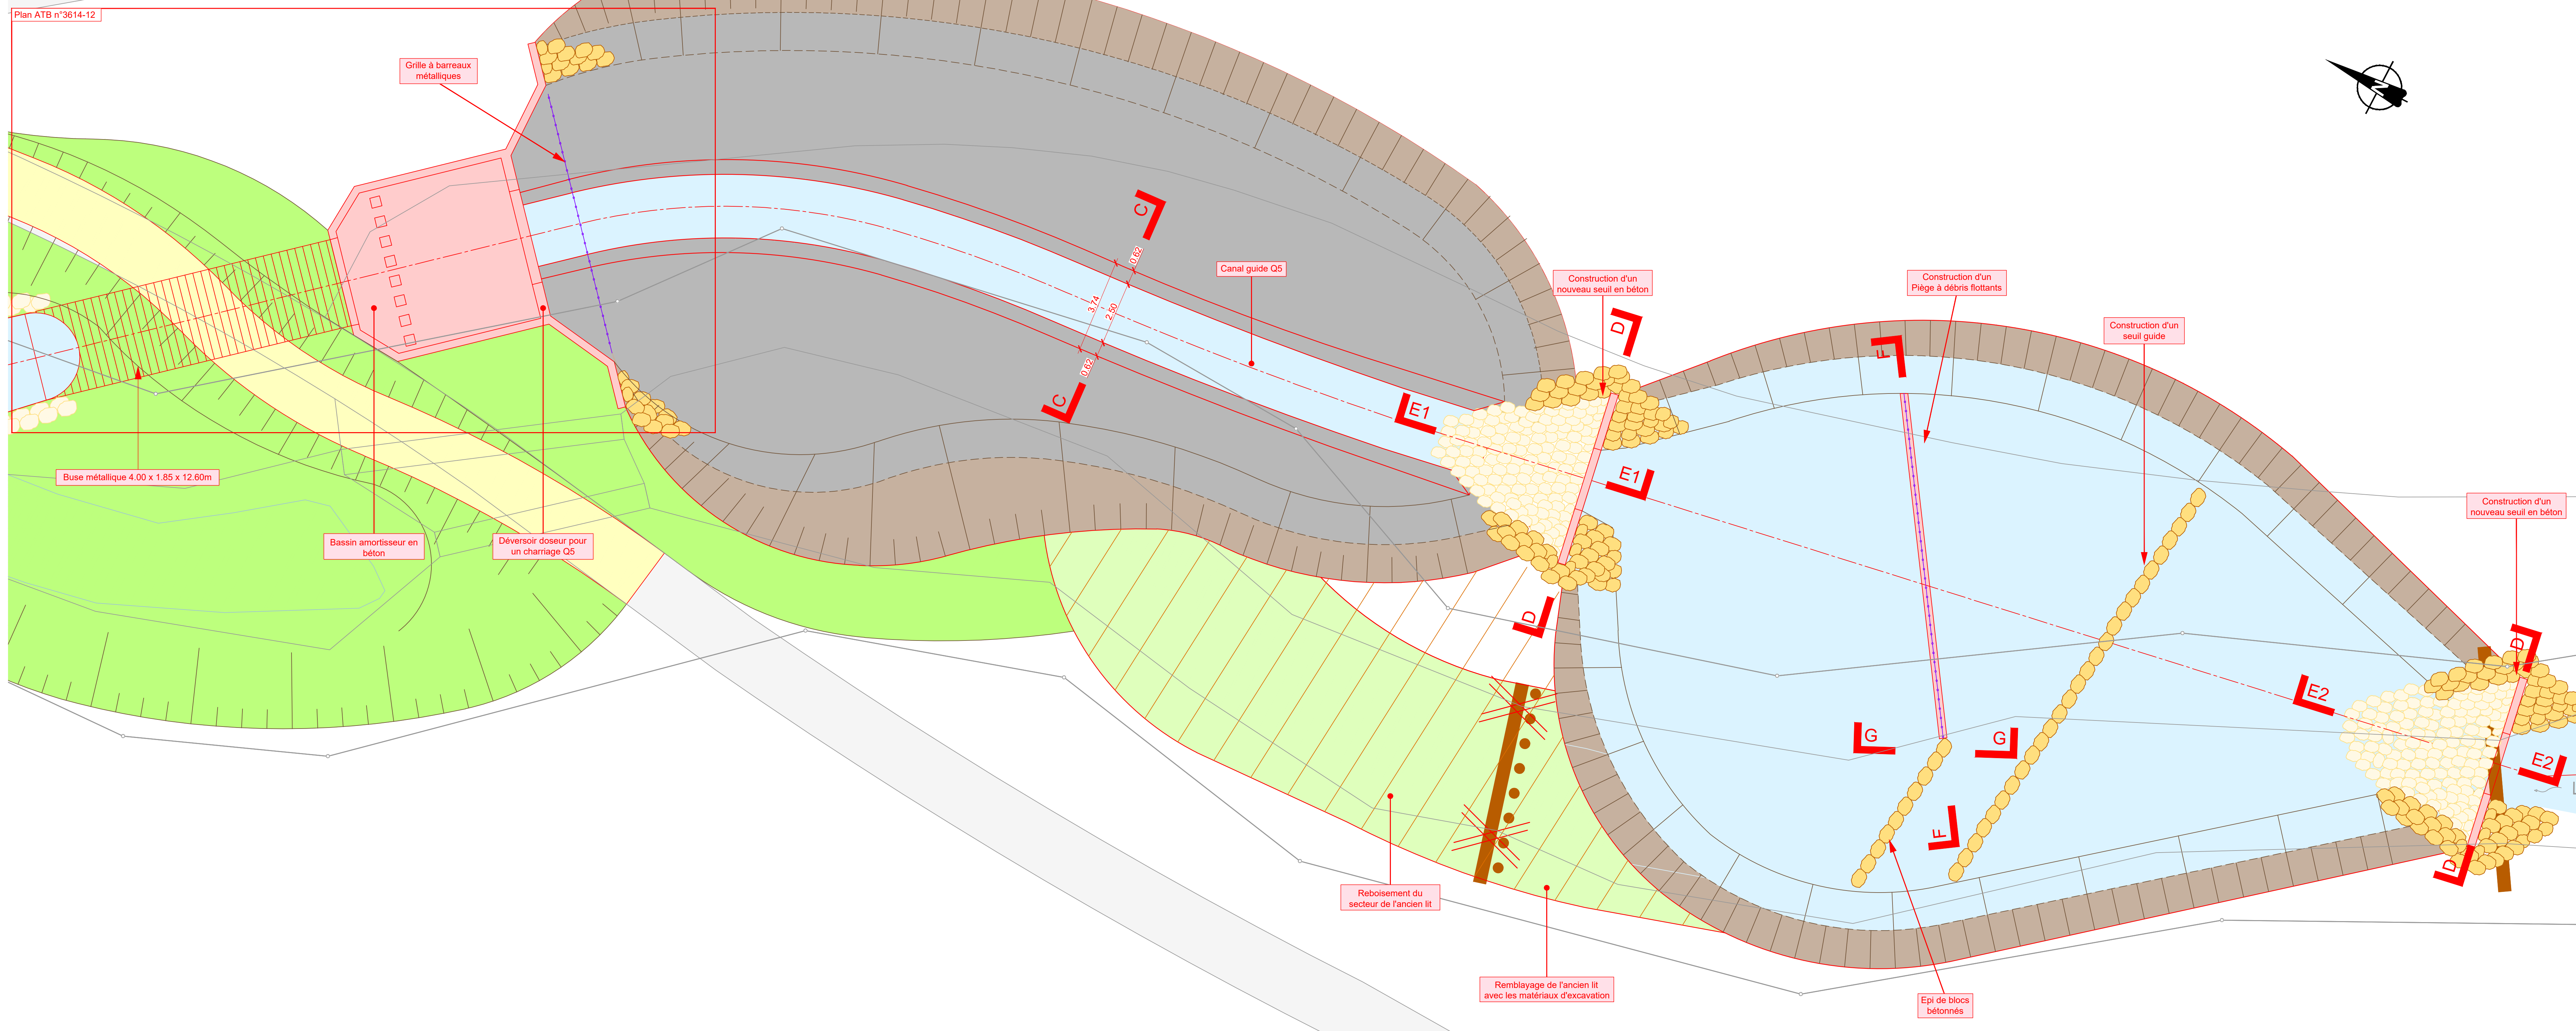 Plan ATB n°3614-12
Grille à barreaux
métalliques
N
C
0.62
3.74
2.50
0.62
C
Canal guide Q5
Construction d'un
nouveau seuil en béton
D
Construction d'un
Piège à débris flottants
Construction d'un
seuil guide
F
E1
E1
Construction d'un
nouveau seuil en béton
Buse métallique 4.00 x 1.85 x 12.60m
Bassin amortisseur en
béton
Déversoir doseur pour
un charriage Q5
D
D
E2
G
G
E2
F
D
Reboisement du
secteur de l'ancien lit
Remblayage de l'ancien lit
avec les matériaux d'excavation
Epi de blocs
bétonnés